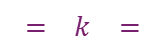 = k =